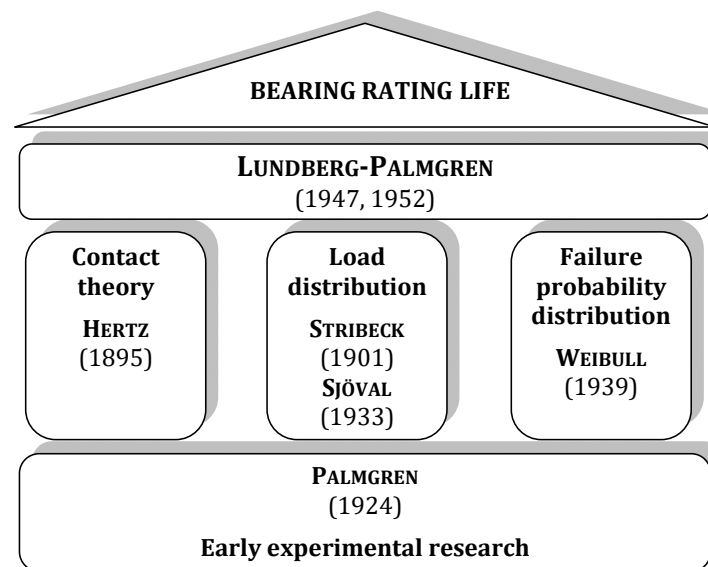 BEARING RATING LIFE
LUNDBERG-PALMGREN
(1947, 1952)
Contact
theory
HERTZ
(1895)
Load
distribution
STRIBECK
(1901)
SJÖVAL
(1933)
Failure
probability
distribution
WEIBULL
(1939)
PALMGREN
(1924)
Early experimental research